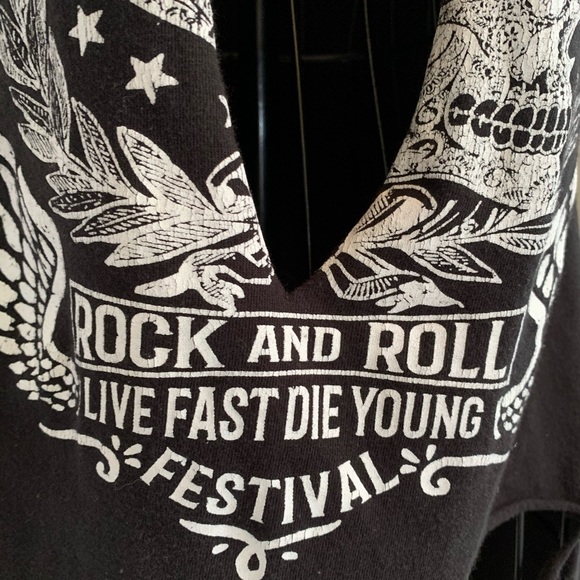 ROCK AND ROLL
LIVE FAST DIE YOUNG
FESTIVAL